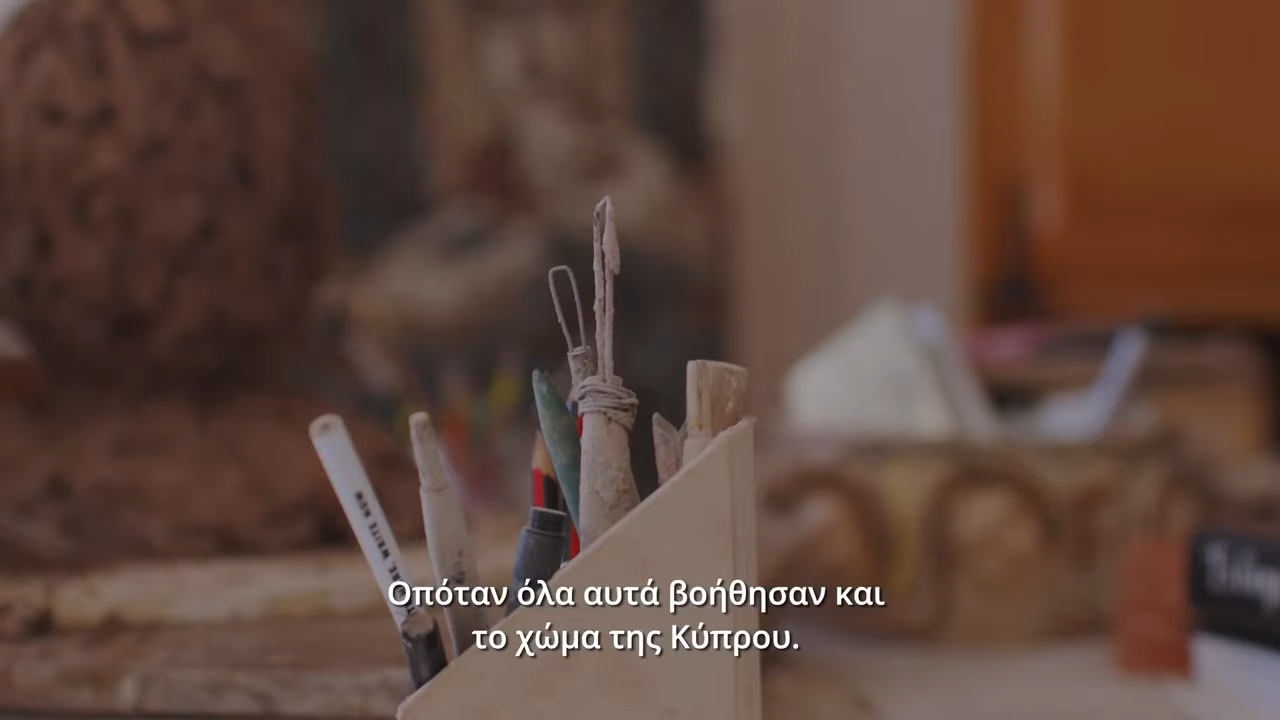 Οπόταν όλα αυτά βοήθησαν και
το χώμα της Κύπρου.